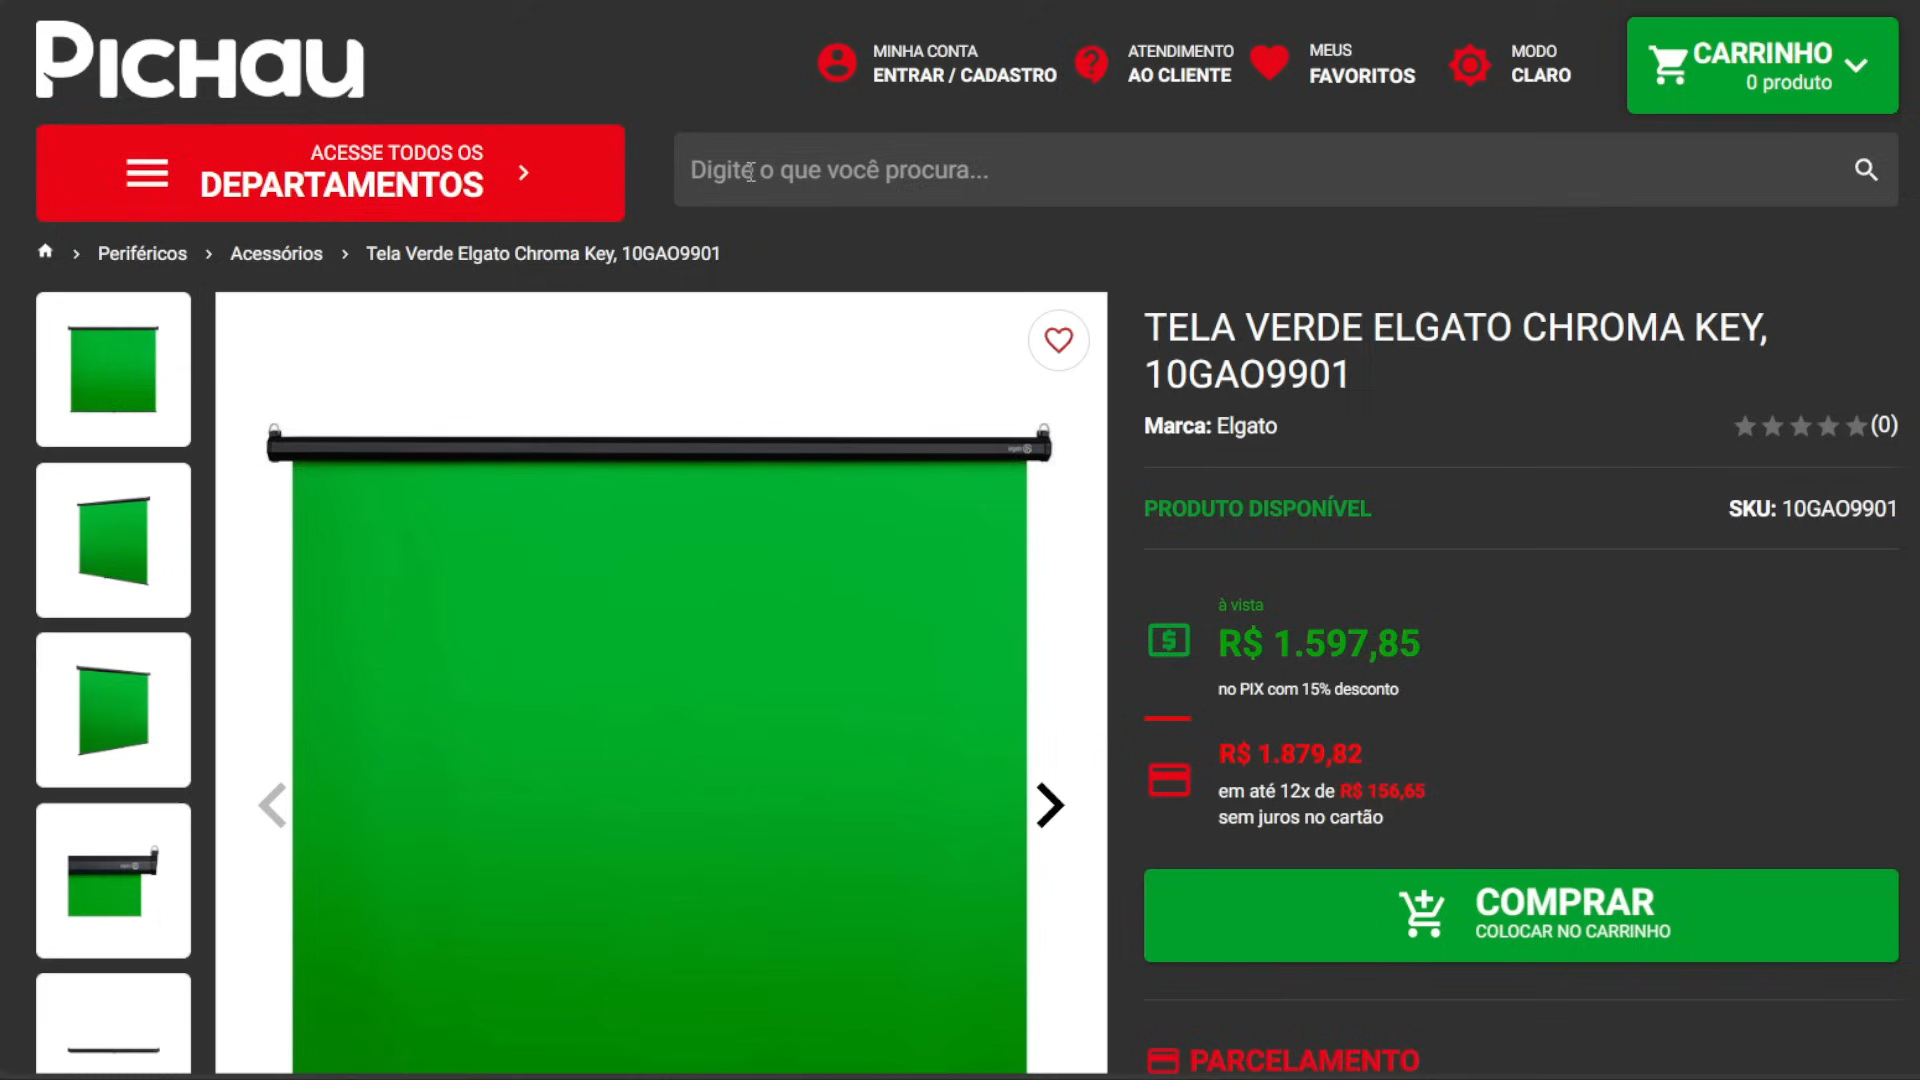 PICHAU
MINHA CONTA
ENTRAR / CADASTRO
ATENDIMENTO
AO CLIENTE
MEUS
FAVORITOS
MODO
CLARO
CARRINHO
0 produto
ACESSE TODOS OS
DEPARTAMENTOS
Digite o que você procura...
Periféricos > Acessórios > Tela Verde Elgato Chroma Key, 10GAO9901
TELA VERDE ELGATO CHROMA KEY,
10GAO9901
Marca: Elgato
(0)
PRODUTO DISPONÍVEL
SKU: 10GAO9901
à vista
R$ 1.597,85
no PIX com 15% desconto
R$ 1.879,82
em até 12x de R$ 156,65
sem juros no cartão
COMPRAR
COLOCAR NO CARRINHO
PARCELAMENTO